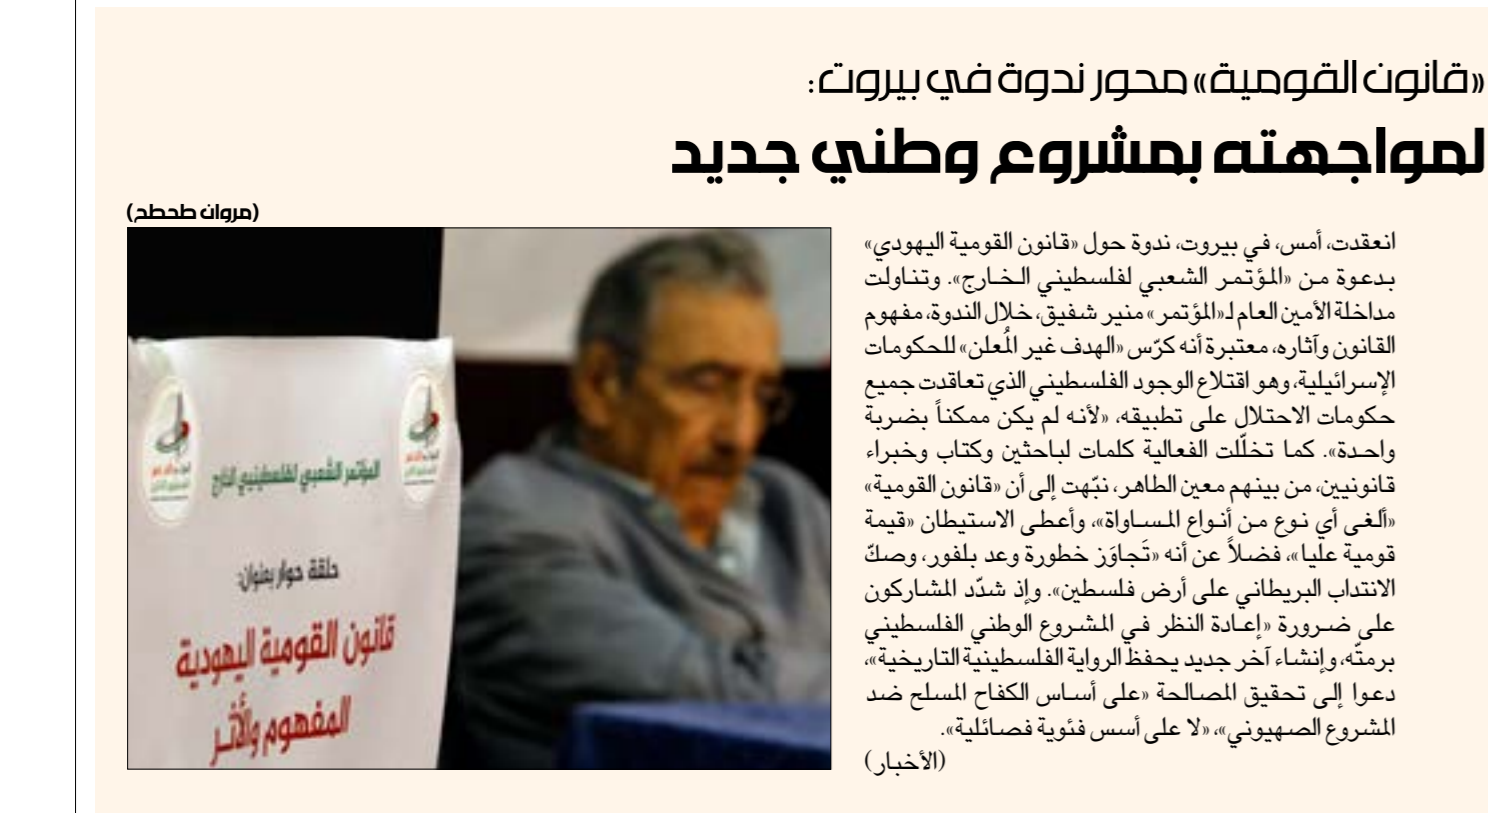 «قانون القومية» محور ندوة في بيروت:
لمواجهته بمشروع وطني جديد
(مروان طحطح)
انعقدت، أمس، في بيروت، ندوة حول «قانون القومية اليهودي»
بدعوة من «المؤتمر الشعبي لفلسطينيي الخارج». وتناولت
مداخلة الأمين العام لـ«المؤتمر» منير شفيق، خلال الندوة، مفهوم
القانون وآثاره، معتبرة أنه كرّس «الهدف غير المُعلن» للحكومات
الإسرائيلية، وهو اقتلاع الوجود الفلسطيني الذي تعاقدت جميع
حكومات الاحتلال على تطبيقه، «لأنه لم يكن ممكناً بضربة
واحدة». كما تخلّلت الفعالية كلمات لباحثين وكتاب وخبراء
قانونيين، من بينهم معين الطاهر، نبّهت إلى أن «قانون القومية»
«ألغى أي نوع من أنواع المساواة»، وأعطى الاستيطان «قيمة
قومية عليا»، فضلاً عن أنه «تَجاوَز خطورة وعد بلفور، وصكّ
الانتداب البريطاني على أرض فلسطين». وإذ شدّد المشاركون
على ضرورة «إعادة النظر في المشروع الوطني الفلسطيني
برمتّه، وإنشاء آخر جديد يحفظ الرواية الفلسطينية التاريخية»،
دعوا إلى تحقيق المصالحة «على أساس الكفاح المسلح ضد
المشروع الصهيوني»، «لا على أسس فئوية فصائلية».
(الأخبار)
المؤتمر الشعبي لفلسطينيي الخارج
حلقة حوار بعنوان:
قانون القومية اليهودية
المفهوم والأثر